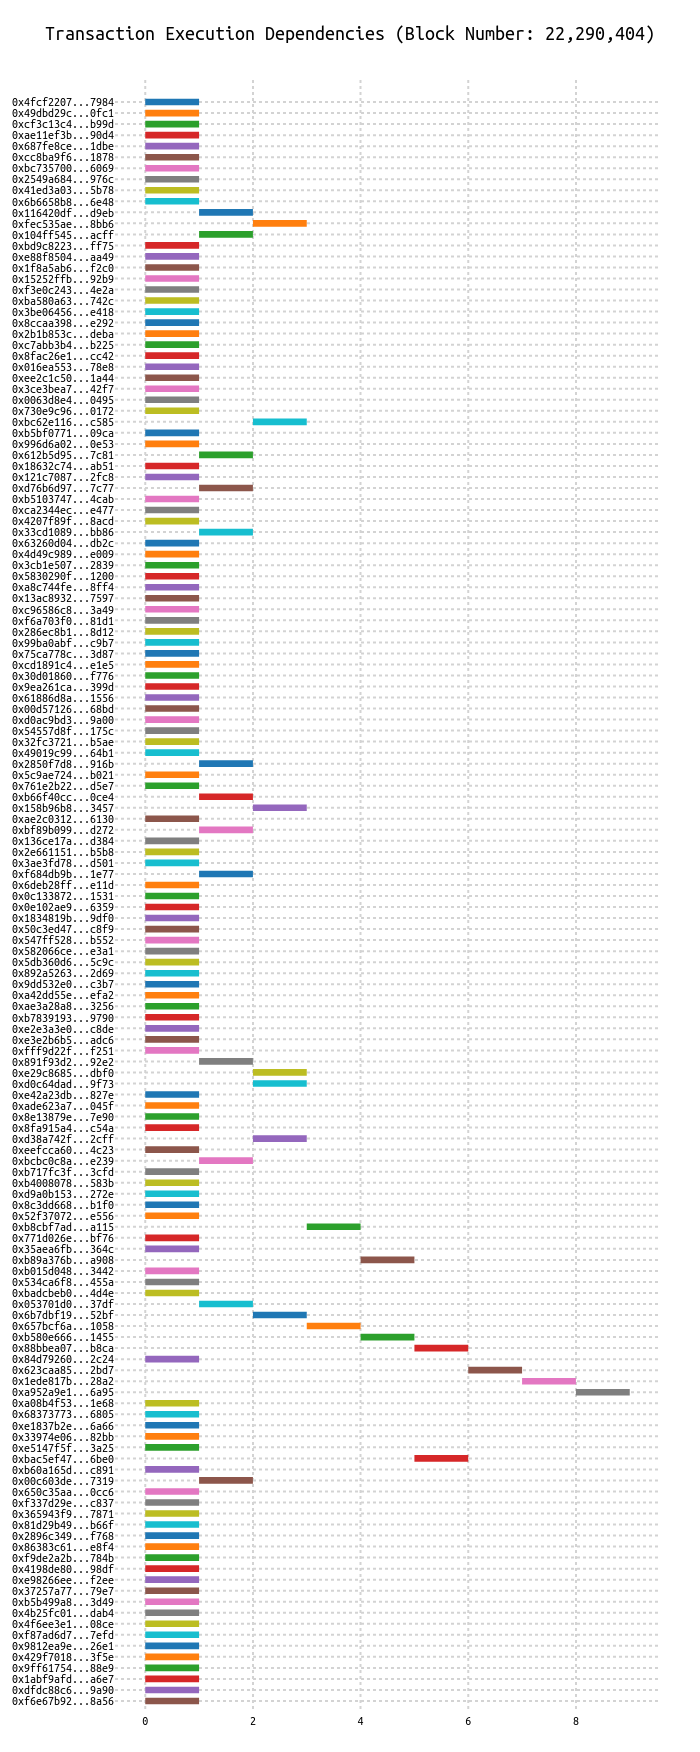 Transaction Execution Dependencies (Block Number: 22,290,404)
0x4fcf2207...7984
0x49dbd29c...0fc1
0xcf3c13c4...b99d
0xae11ef3b...90d4
0x687fe8ce...1dbe
0xcc8ba9f6...1878
0xbc735700...6069
0x2549a684...976c
0x41ed3a03...5b78
0x6b6658b8...6e48
0x116420df...d9eb
0xfec535ae...8bb6
0x104ff545...acff
0xbd9c8223...ff75
0xe88f8504...aa49
0x1f8a5ab6...f2c0
0x15252ffb...92b9
0xf3e0c243...4e2a
0xba580a63...742c
0x3be06456...e418
0x8ccaa398...e292
0x2b1b853c...deba
0xc7abb3b4...b225
0x8fac26e1...cc42
0x016ea553...78e8
0xee2c1c50...1a44
0x3ce3bea7...42f7
0x0063d8e4...0495
0x730e9c96...0172
0xbc62e116...c585
0xb5bf0771...09ca
0x996d6a02...0e53
0x612b5d95...7c81
0x18632c74...ab51
0x121c7087...2fc8
0xd76b6d97...7c77
0xb5103747...4cab
0xca2344ec...e477
0x4207f89f...8acd
0x33cd1089...bb86
0x63260d04...db2c
0x4d49c989...e009
0x3cb1e507...2839
0x5830290f...1200
0xa8c744fe...8ff4
0x13ac8932...7597
0xc96586c8...3a49
0xf6a703f0...81d1
0x286ec8b1...8d12
0x99ba0abf...c9b7
0x75ca778c...3d87
0xcd1891c4...e1e5
0x30d01860...f776
0x9ea261ca...399d
0x61886d8a...1556
0x00d57126...68bd
0xd0ac9bd3...9a00
0x54557d8f...175c
0x32fc3721...b5ae
0x49019c99...64b1
0x2850f7d8...916b
0x5c9ae724...b021
0x761e2b22...d5e7
0xb66f40cc...0ce4
0x158b96b8...3457
0xae2c0312...6130
0xbf89b099...d272
0x136ce17a...d384
0x2e661151...b5b8
0x3ae3fd78...d501
0xf684db9b...1e77
0x6deb28ff...e11d
0x0c133872...1531
0x0e102ae9...6359
0x1834819b...9df0
0x50c3ed47...c8f9
0x547ff528...b552
0x582066ce...e3a1
0x5db360d6...5c9c
0x892a5263...2d69
0x9dd532e0...c3b7
0xa42dd55e...efa2
0xae3a28a8...3256
0xb7839193...9790
0xe2e3a3e0...c8de
0xe3e2b6b5...adc6
0xfff9d22f...f251
0x891f93d2...92e2
0xe29c8685...dbf0
0xd0c64dad...9f73
0xe42a23db...827e
0xade623a7...045f
0x8e13879e...7e90
0x8fa915a4...c54a
0xd38a742f...2cff
0xeefcca60...4c23
0xbcbc0c8a...e239
0xb717fc3f...3cfd
0xb4008078...583b
0xd9a0b153...272e
0x8c3dd668...b1f0
0x52f37072...e556
0xb8cbf7ad...a115
0x771d026e...bf76
0x35aea6fb...364c
0xb89a376b...a908
0xb015d048...3442
0x534ca6f8...455a
0xbadcbeb0...4d4e
0x053701d0...37df
0x6b7dbf19...52bf
0x657bcf6a...1058
0xb580e666...1455
0x88bbea07...b8ca
0x84d79260...2c24
0x623caa85...2bd7
0x1ede817b...28a2
0xa952a9e1...6a95
0xa08b4f53...1e68
0x68373773...6805
0xe1837b2e...6a66
0x33974e06...82bb
0xe5147f5f...3a25
0xbac5ef47...6be0
0xb60a165d...c891
0x00c603de...7319
0x650c35aa...0cc6
0xf337d29e...c837
0x365943f9...7871
0x81d29b49...b66f
0x2896c349...f768
0x86383c61...e8f4
0xf9de2a2b...784b
0x4198de80...98df
0xe98266ee...f2ee
0x37257a77...79e7
0xb5b499a8...3d49
0x4b25fc01...dab4
0x4f6ee3e1...08ce
0xf87ad6d7...7efd
0x9812ea9e...26e1
0x429f7018...3f5e
0x9ff61754...88e9
0x1abf9afd...a6e7
0xdfdc88c6...9a90
0xf6e67b92...8a56
0 2 4 6 8